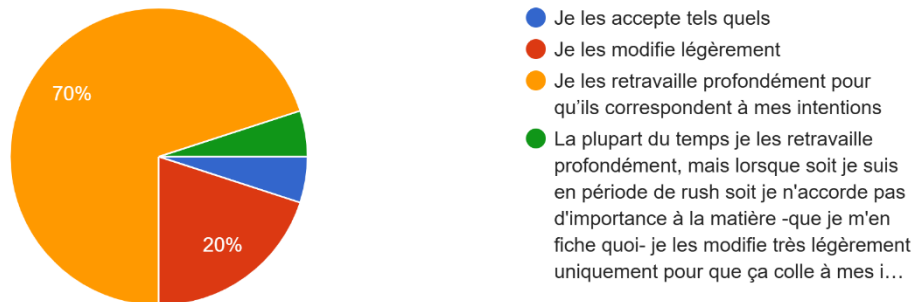 70%
20%
Je les accepte tels quels
Je les modifie légèrement
Je les retravaille profondément pour
qu'ils correspondent à mes intentions
La plupart du temps je les retravaille
profondément, mais lorsque soit je suis
en période de rush soit je n'accorde pas
d'importance à la matière -que je m'en
fiche quoi- je les modifie très légèrement
uniquement pour que ça colle à mes i…